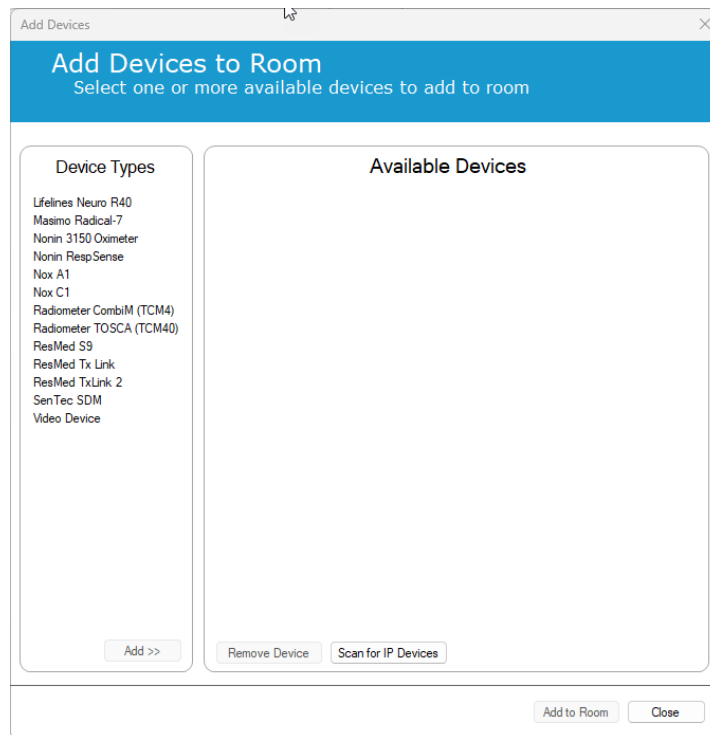 Add Devices
Add Devices to Room
Select one or more available devices to add to room
Device Types
Lifelines Neuro R40
Masimo Radical-7
Nonin 3150 Oximeter
Nonin RespSense
Nox A1
Nox C1
Radiometer CombiM (TCM4)
Radiometer TOSCA (TCM40)
ResMed S9
ResMed Tx Link
ResMed TxLink 2
SenTec SDM
Video Device
Add >>
Available Devices
Remove Device
Scan for IP Devices
Add to Room
Close